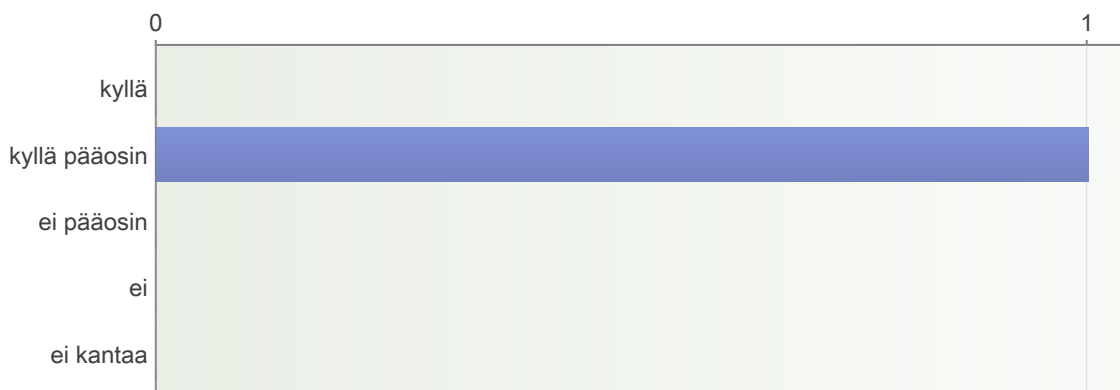 0 1
kyllä
kyllä pääosin
ei pääosin
ei
ei kantaa